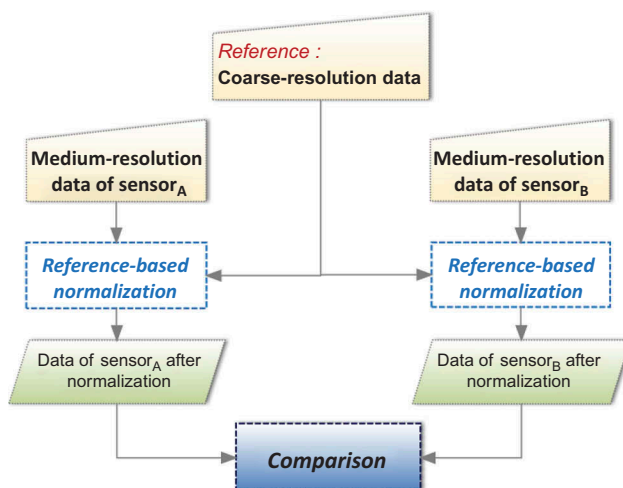 Reference :
Coarse-resolution data
Medium-resolution
data of sensorA
Medium-resolution
data of sensorB
Reference-based
normalization
Reference-based
normalization
Data of sensorA after
normalization
Data of sensorB after
normalization
Comparison